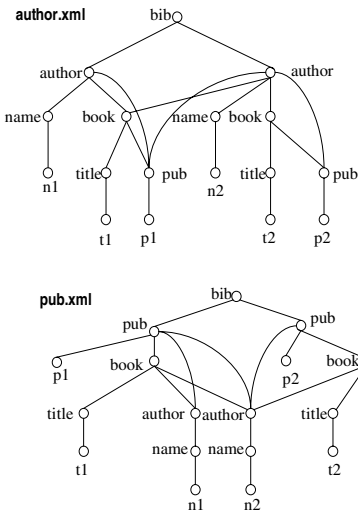 author.xml
bib
author author
name book name book
title pub title pub
n1 n2
t1 p1 t2 p2
pub.xml
bib
pub pub
p1 book p2 book
title author author title
t1 name name t2
n1 n2